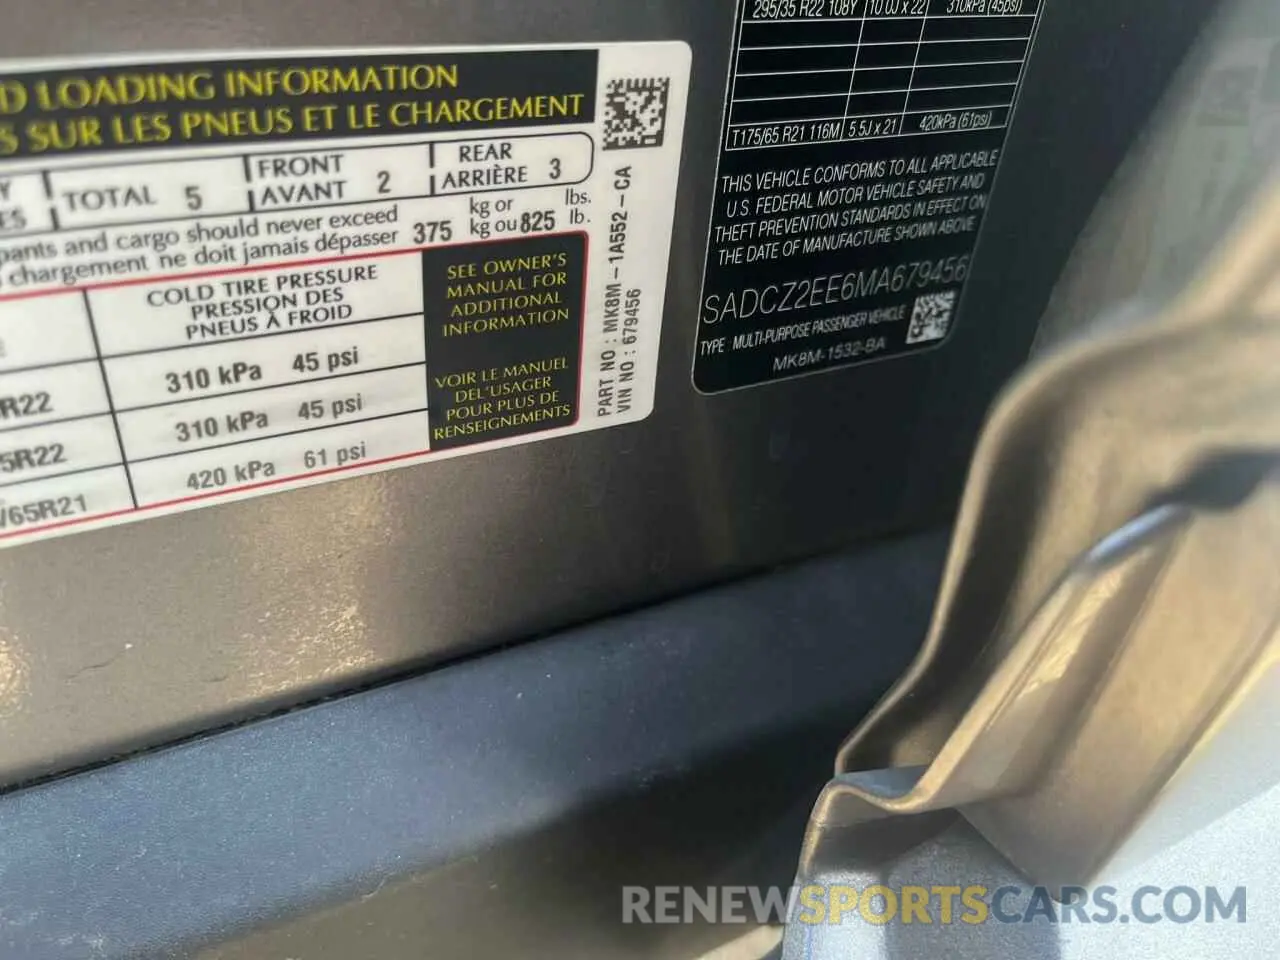 D LOADING INFORMATION
S SUR LES PNEUS ET LE CHARGEMENT
Y
ES
TOTAL 5
FRONT
AVANT 2
REAR
ARRIÈRE 3
pants and cargo should never exceed
chargement ne doit jamais dépasser
375
kg or
kg ou
825
lbs.
lb.
COLD TIRE PRESSURE
PRESSION DES
PNEUS À FROID
R22
310 kPa 45 psi
5R22
310 kPa 45 psi
/65R21
420 kPa 61 psi
SEE OWNER'S
MANUAL FOR
ADDITIONAL
INFORMATION
VOIR LE MANUEL
DEL'USAGER
POUR PLUS DE
RENSEIGNEMENTS
PART NO : MK8M-1A552-CA
VIN NO : 679456
295/35 R22 108Y 10.0J x 22 310kPa (45psi)
T175/65 R21 116M 5.5J x 21 420kPa (61psi)
THIS VEHICLE CONFORMS TO ALL APPLICABLE
U.S. FEDERAL MOTOR VEHICLE SAFETY AND
THEFT PREVENTION STANDARDS IN EFFECT ON
THE DATE OF MANUFACTURE SHOWN ABOVE
SADCZ2EE6MA679456
TYPE : MULTI-PURPOSE PASSENGER VEHICLE
MK8M-1532-BA
RENEWSPORTSCARS.COM